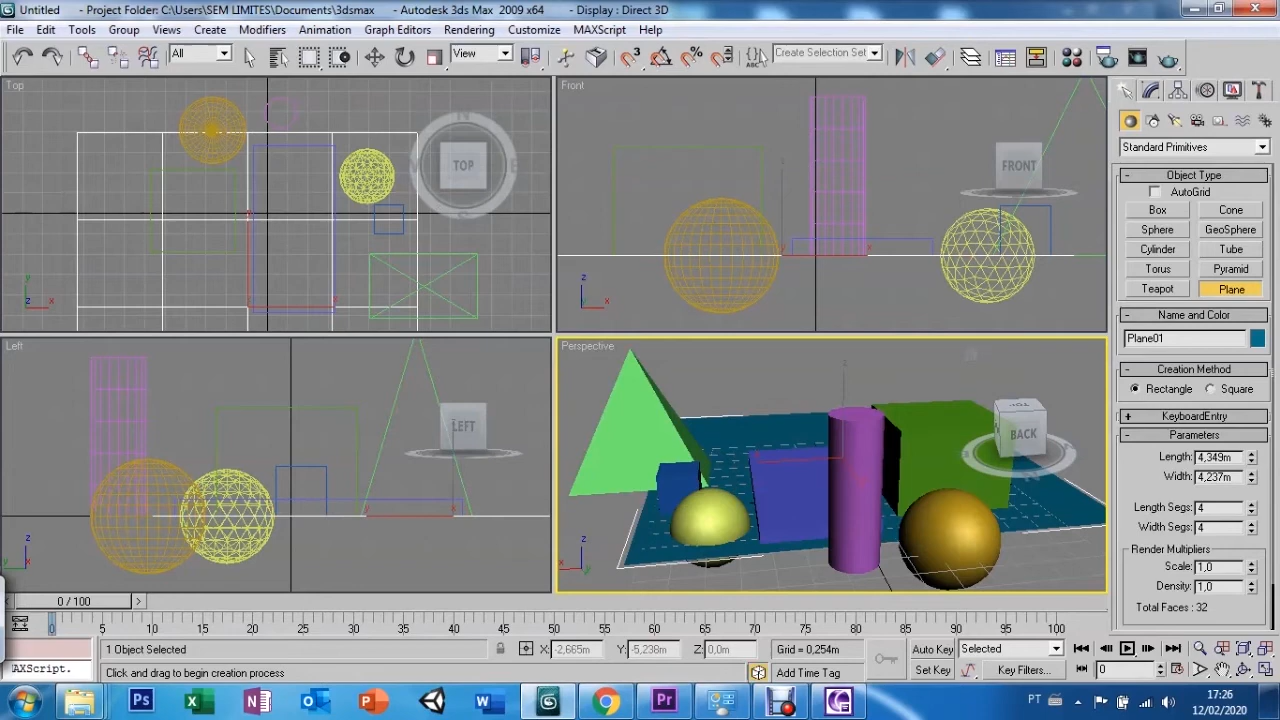 Untitled - Project Folder: C:\Users\SEM LIMITES\Documents\3dsmax - Autodesk 3ds Max 2009 x64 - Display : Direct 3D
File Edit Tools Group Views Create Modifiers Animation Graph Editors Rendering Customize MAXScript Help
All View Create Selection Set
Top
TOP
Front
FRONT
Left
LEFT
Perspective
BACK
Standard Primitives
Object Type
AutoGrid
Box Cone
Sphere GeoSphere
Cylinder Tube
Torus Pyramid
Teapot Plane
Name and Color
Plane01
Creation Method
Rectangle Square
KeyboardEntry
Parameters
Length: 4,349m
Width: 4,237m
Length Segs: 4
Width Segs: 4
Render Multipliers
Scale: 1,0
Density: 1,0
Total Faces : 32
0 / 100
0 5 10 15 20 25 30 35 40 45 50 55 60 65 70 75 80 85 90 95 100
1 Object Selected X: -2,665m Y: -5,238m Z: 0,0m Grid = 0,254m Auto Key Selected
AXScript. Click and drag to begin creation process Add Time Tag Set Key Key Filters... 0
PT 17:26
12/02/2020